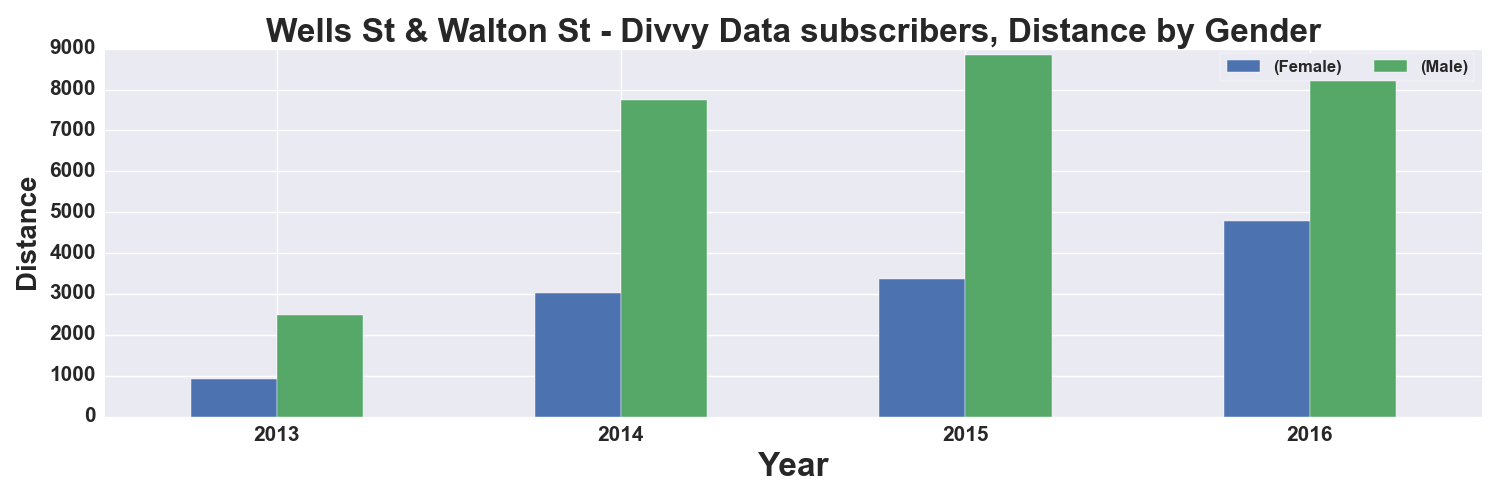 Wells St & Walton St - Divvy Data subscribers, Distance by Gender
(Female) (Male)
Distance
9000
8000
7000
6000
5000
4000
3000
2000
1000
0
2013 2014 2015 2016
Year